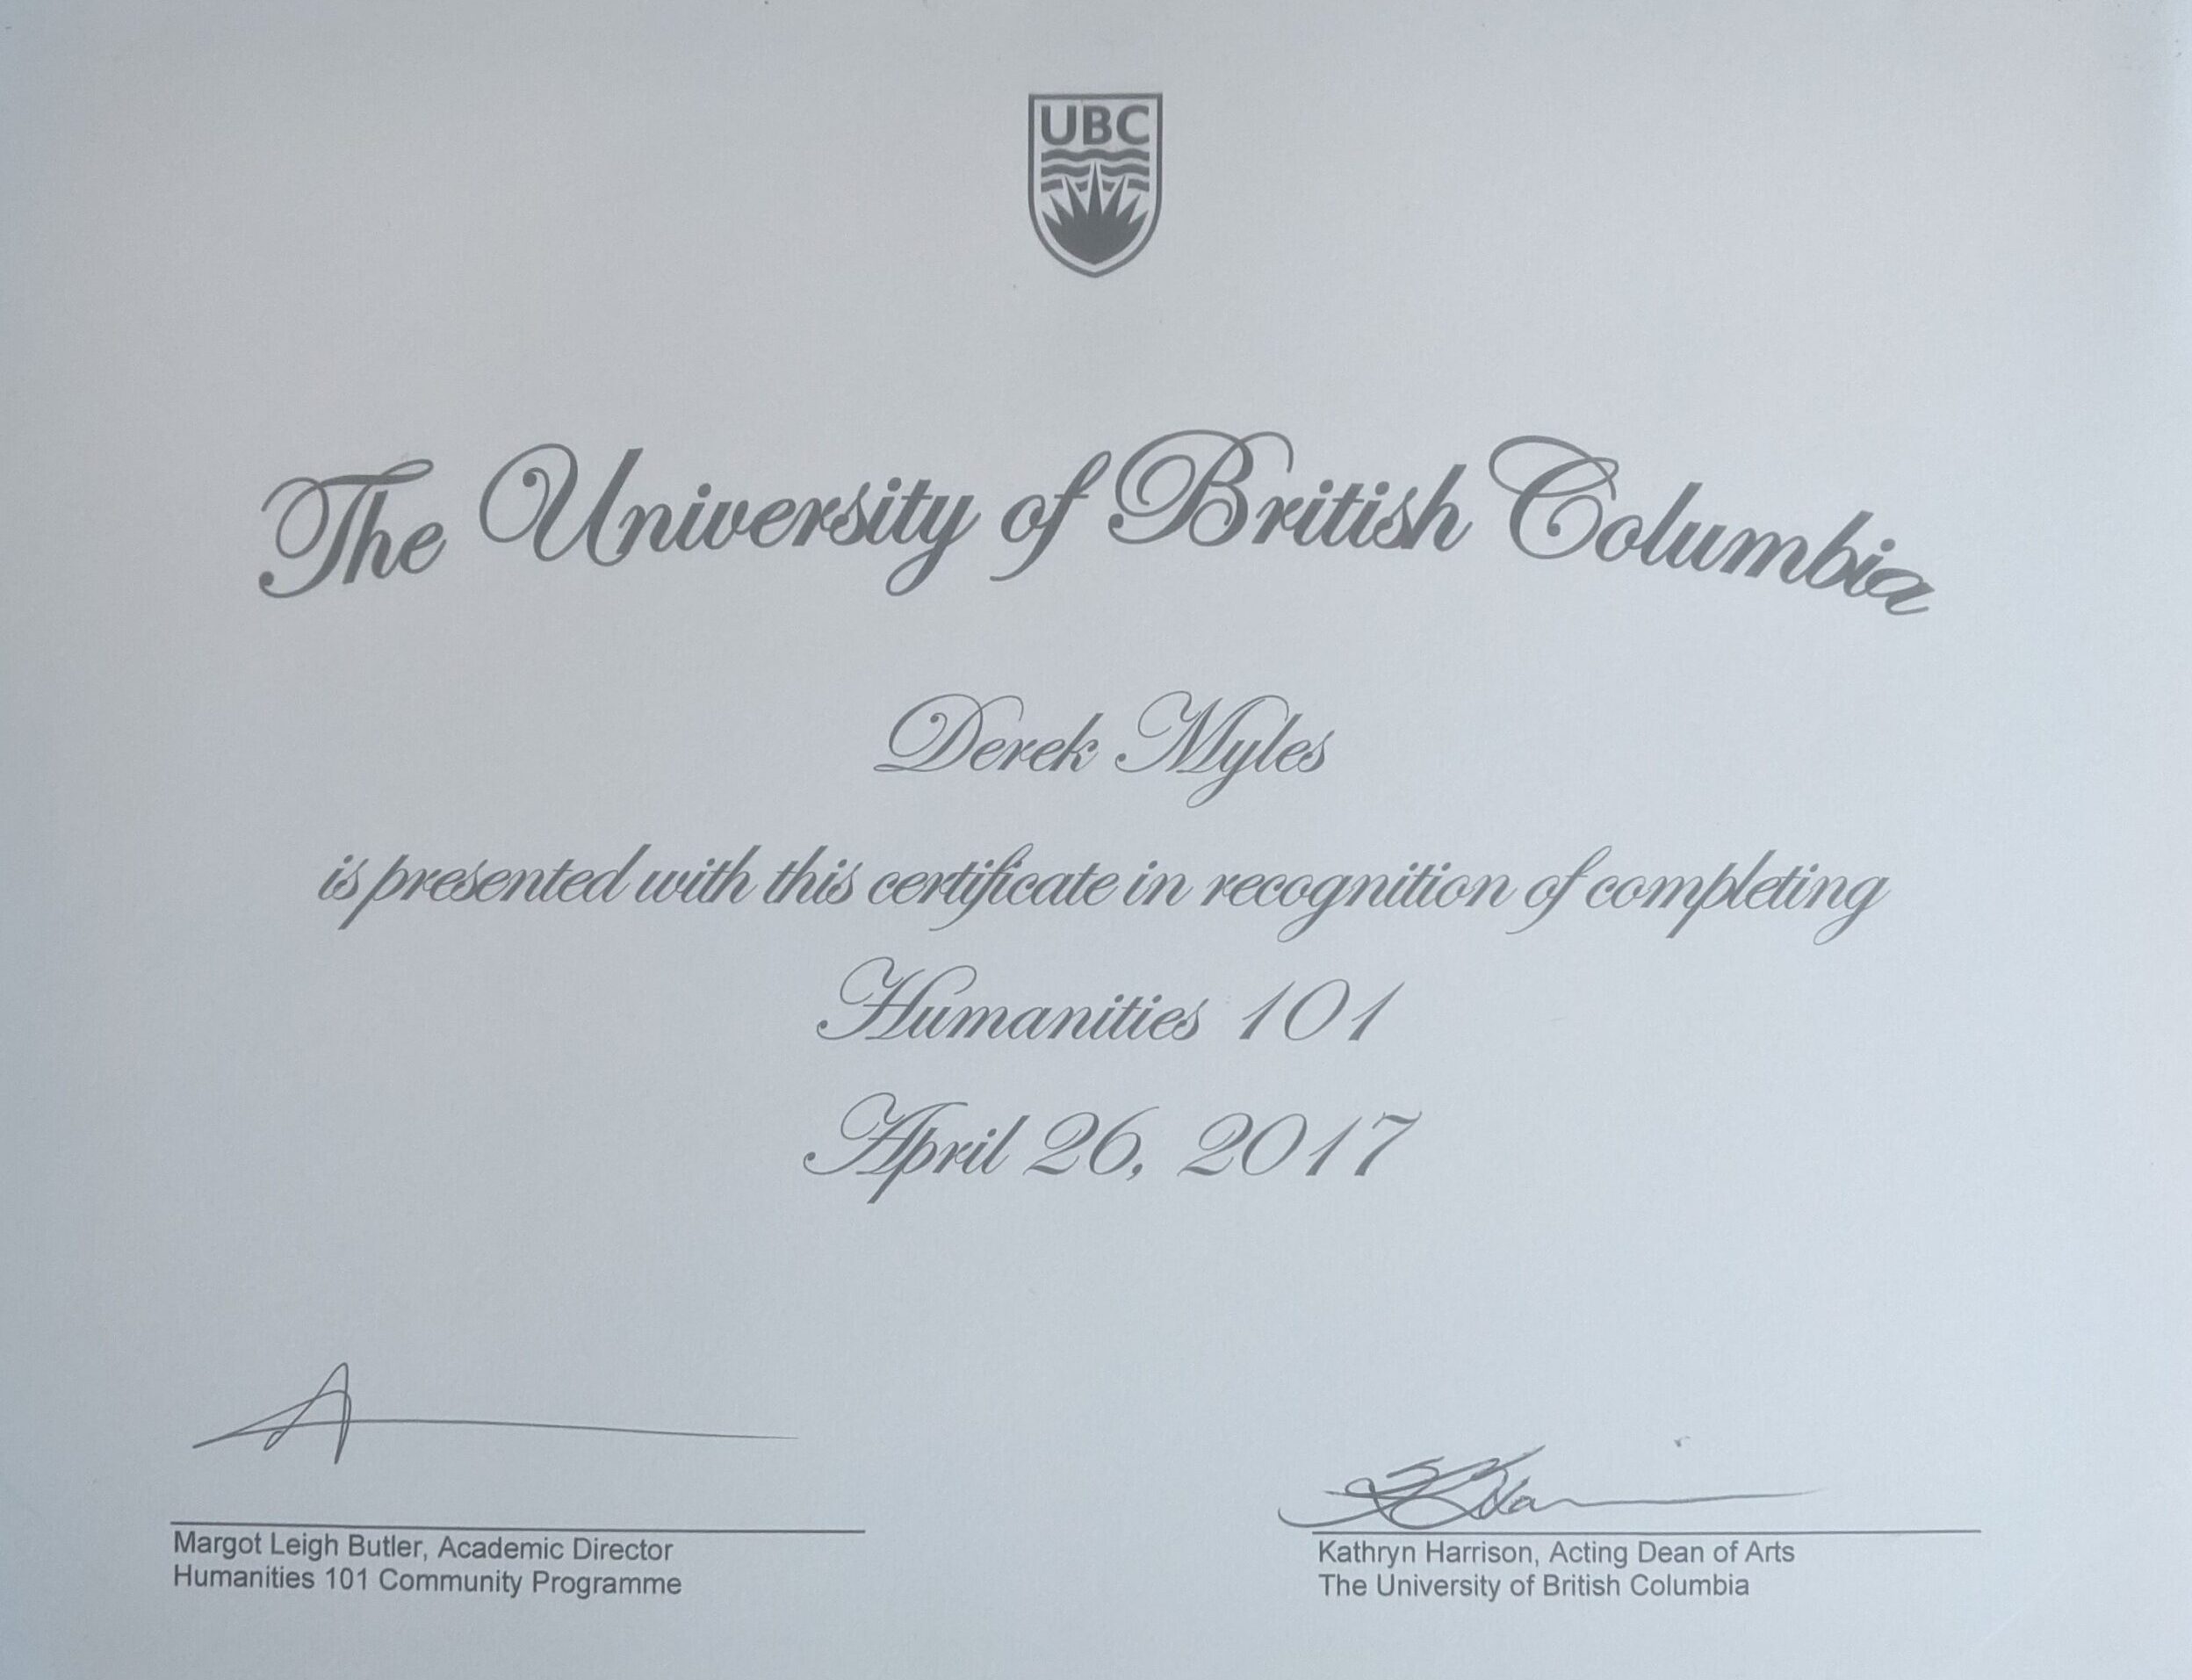 UBC
The University of British Columbia
Derek Myles
is presented with this certificate in recognition of completing
Humanities 101
April 26, 2017
Margot Leigh Butler, Academic Director
Humanities 101 Community Programme
Kathryn Harrison, Acting Dean of Arts
The University of British Columbia